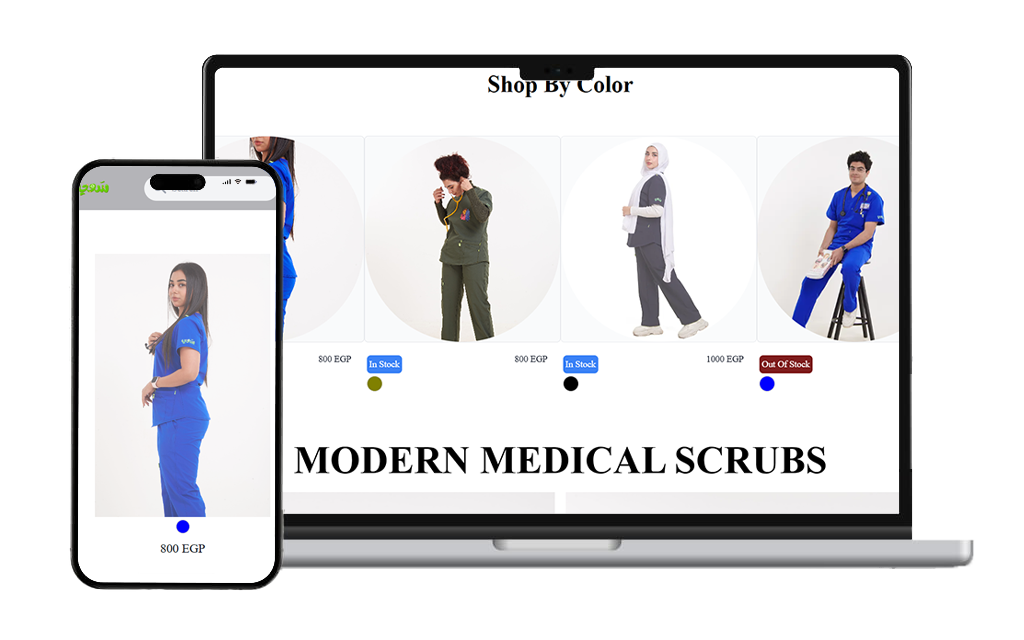 Shop By Color
800 EGP
In Stock
800 EGP
In Stock
1000 EGP
Out Of Stock
MODERN MEDICAL SCRUBS
800 EGP